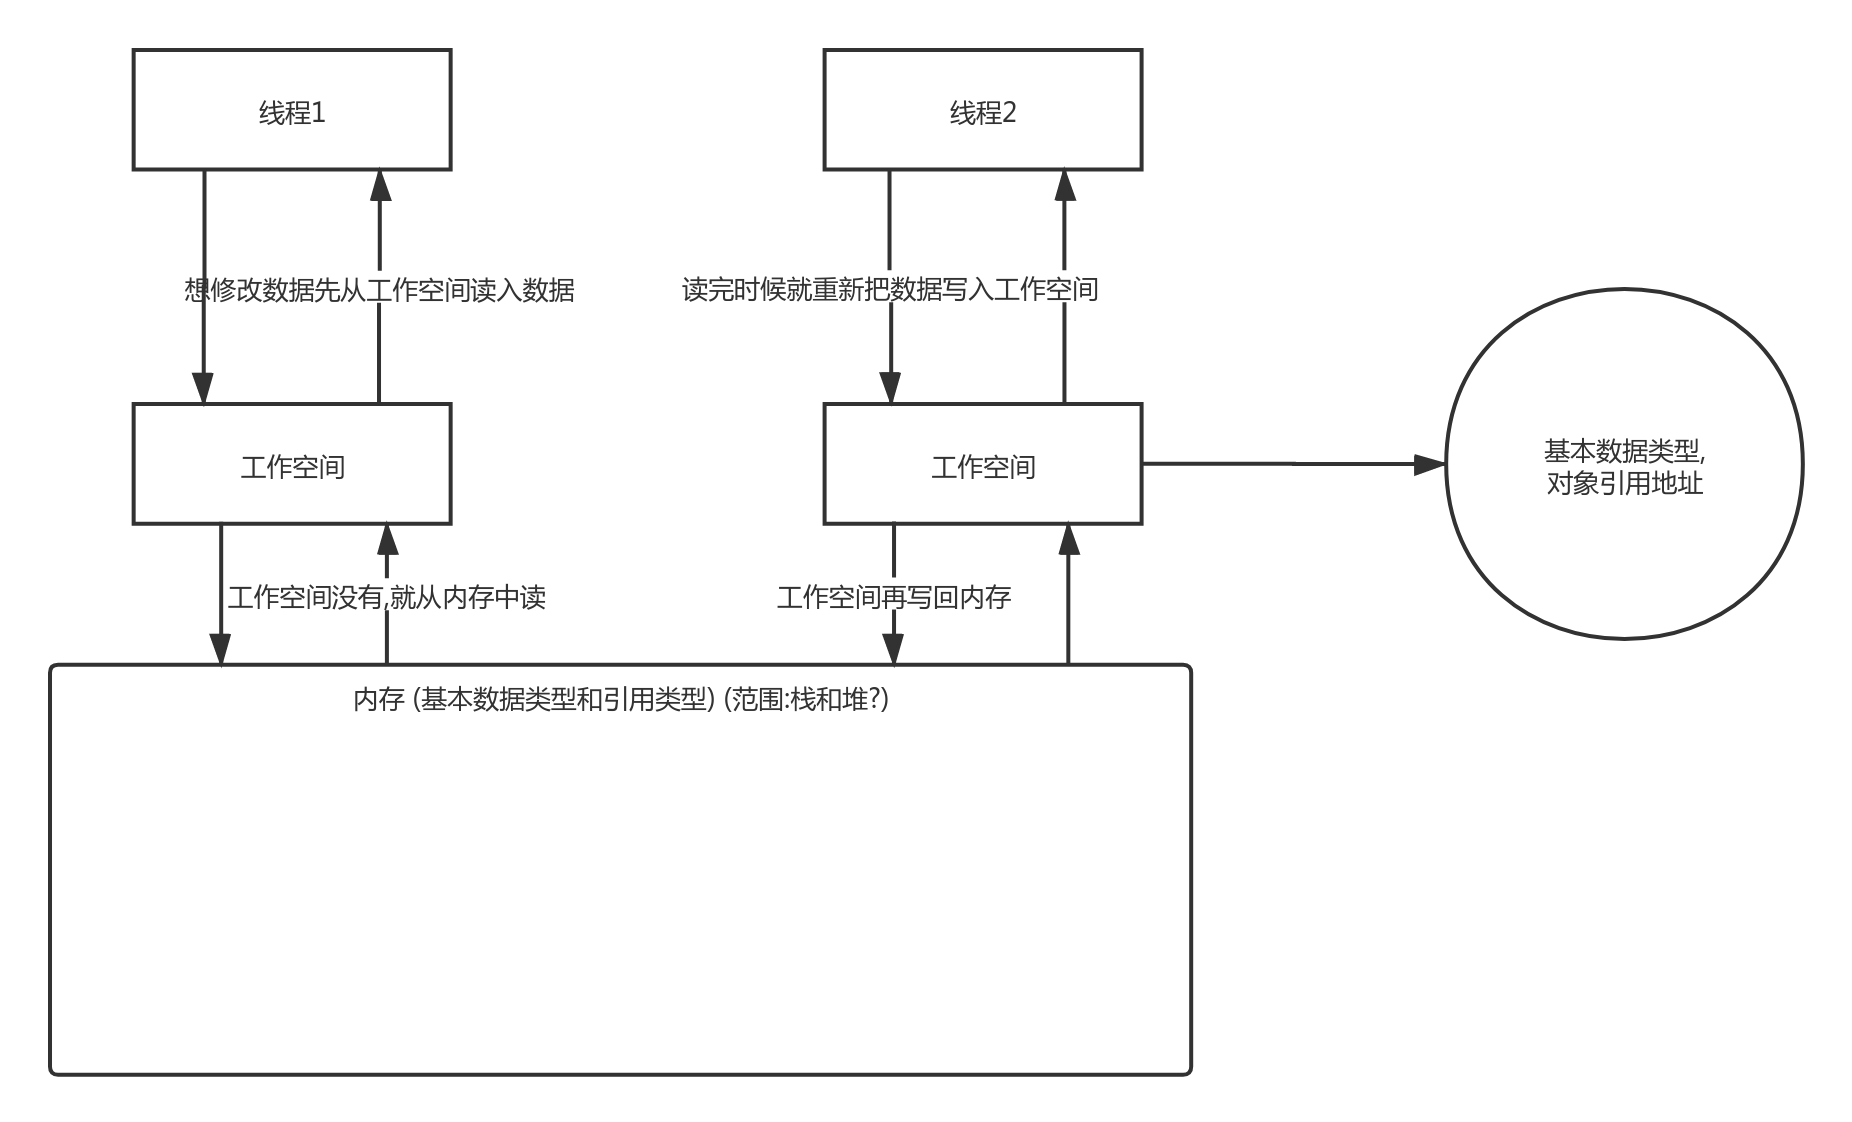 线程1
线程2
想修改数据先从工作空间读入数据
读完时候就重新把数据写入工作空间
工作空间
工作空间
基本数据类型,
对象引用地址
工作空间没有,就从内存中读
工作空间再写回内存
内存 (基本数据类型和引用类型) (范围:栈和堆?)